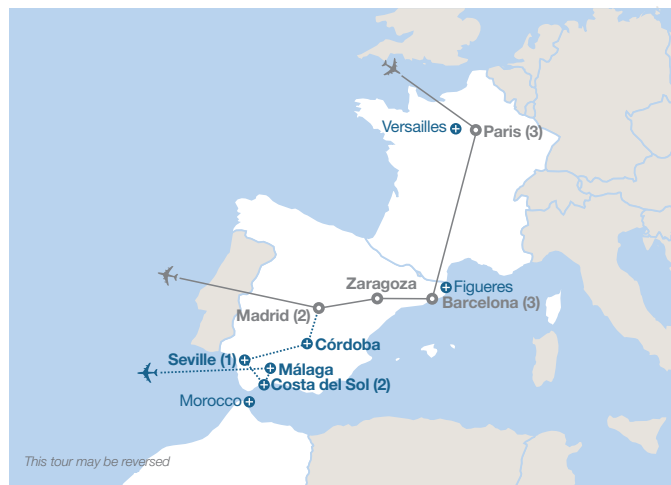 Versailles
Paris (3)
Figueres
Zaragoza
Barcelona (3)
Madrid (2)
Córdoba
Seville (1)
Málaga
Costa del Sol (2)
Morocco
This tour may be reversed